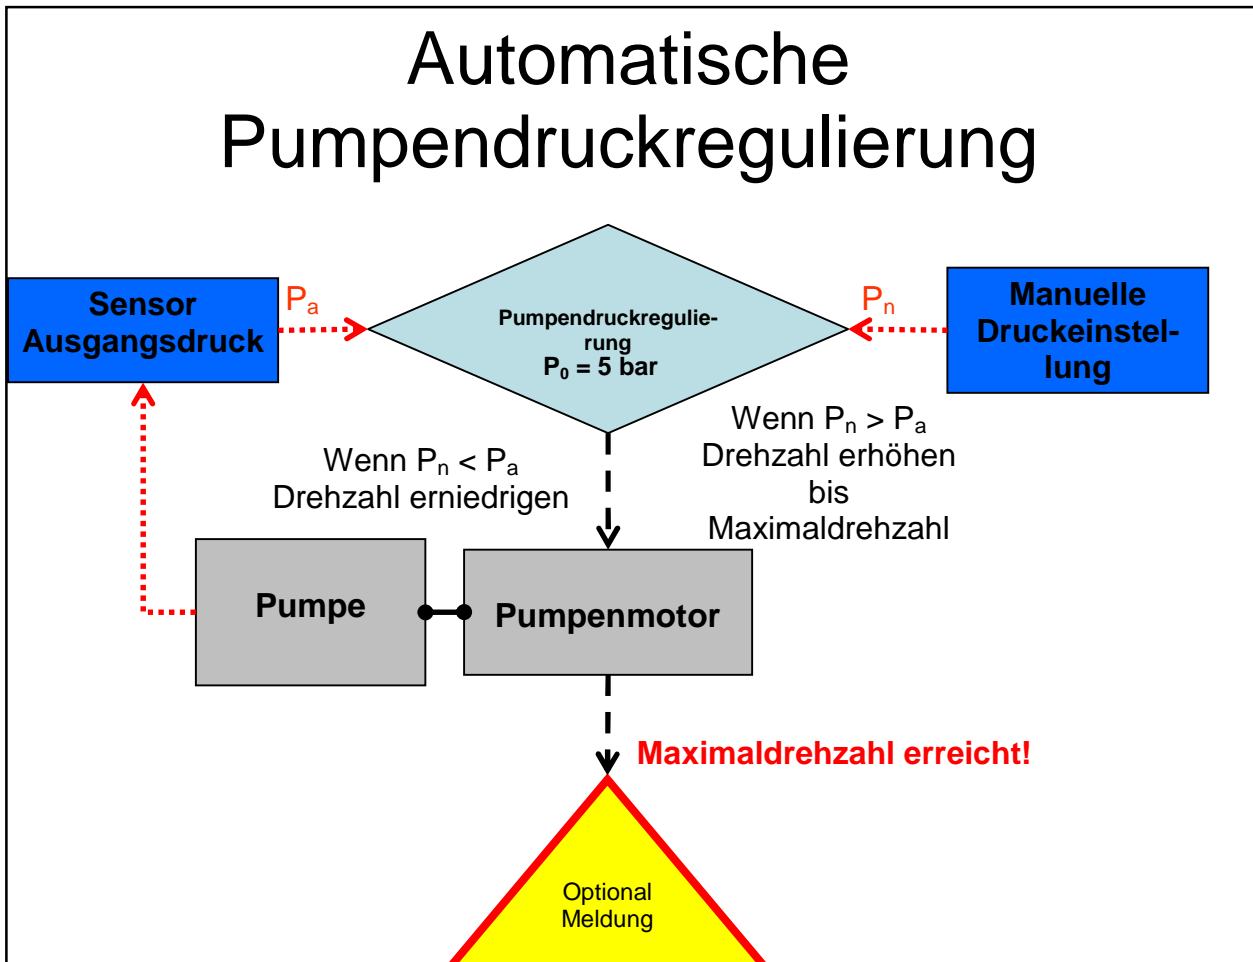 Automatische
Pumpendruckregulierung
Sensor
Ausgangsdruck
Pₐ
Pumpendruckregulie-
rung
P₀ = 5 bar
Pₙ
Manuelle
Druckeinstel-
lung
Wenn Pₙ < Pₐ
Drehzahl erniedrigen
Wenn Pₙ > Pₐ
Drehzahl erhöhen
bis
Maximaldrehzahl
Pumpe
Pumpenmotor
Maximaldrehzahl erreicht!
Optional
Meldung